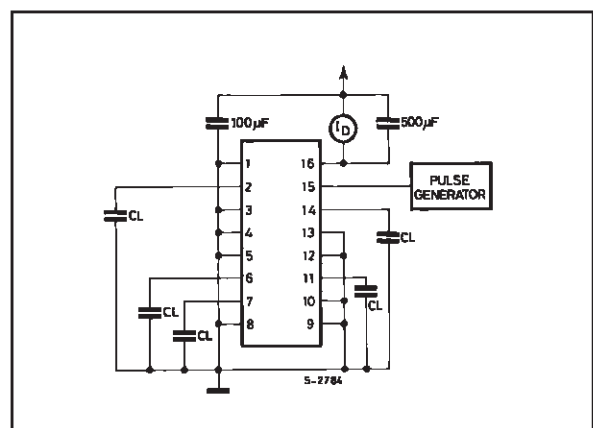 100µF
I D
500µF
1 16
2 15
PULSE
GENERATOR
3 14
CL
4 13
CL
5 12
6 11
CL
7 10
CL
CL
8 9
S-2784